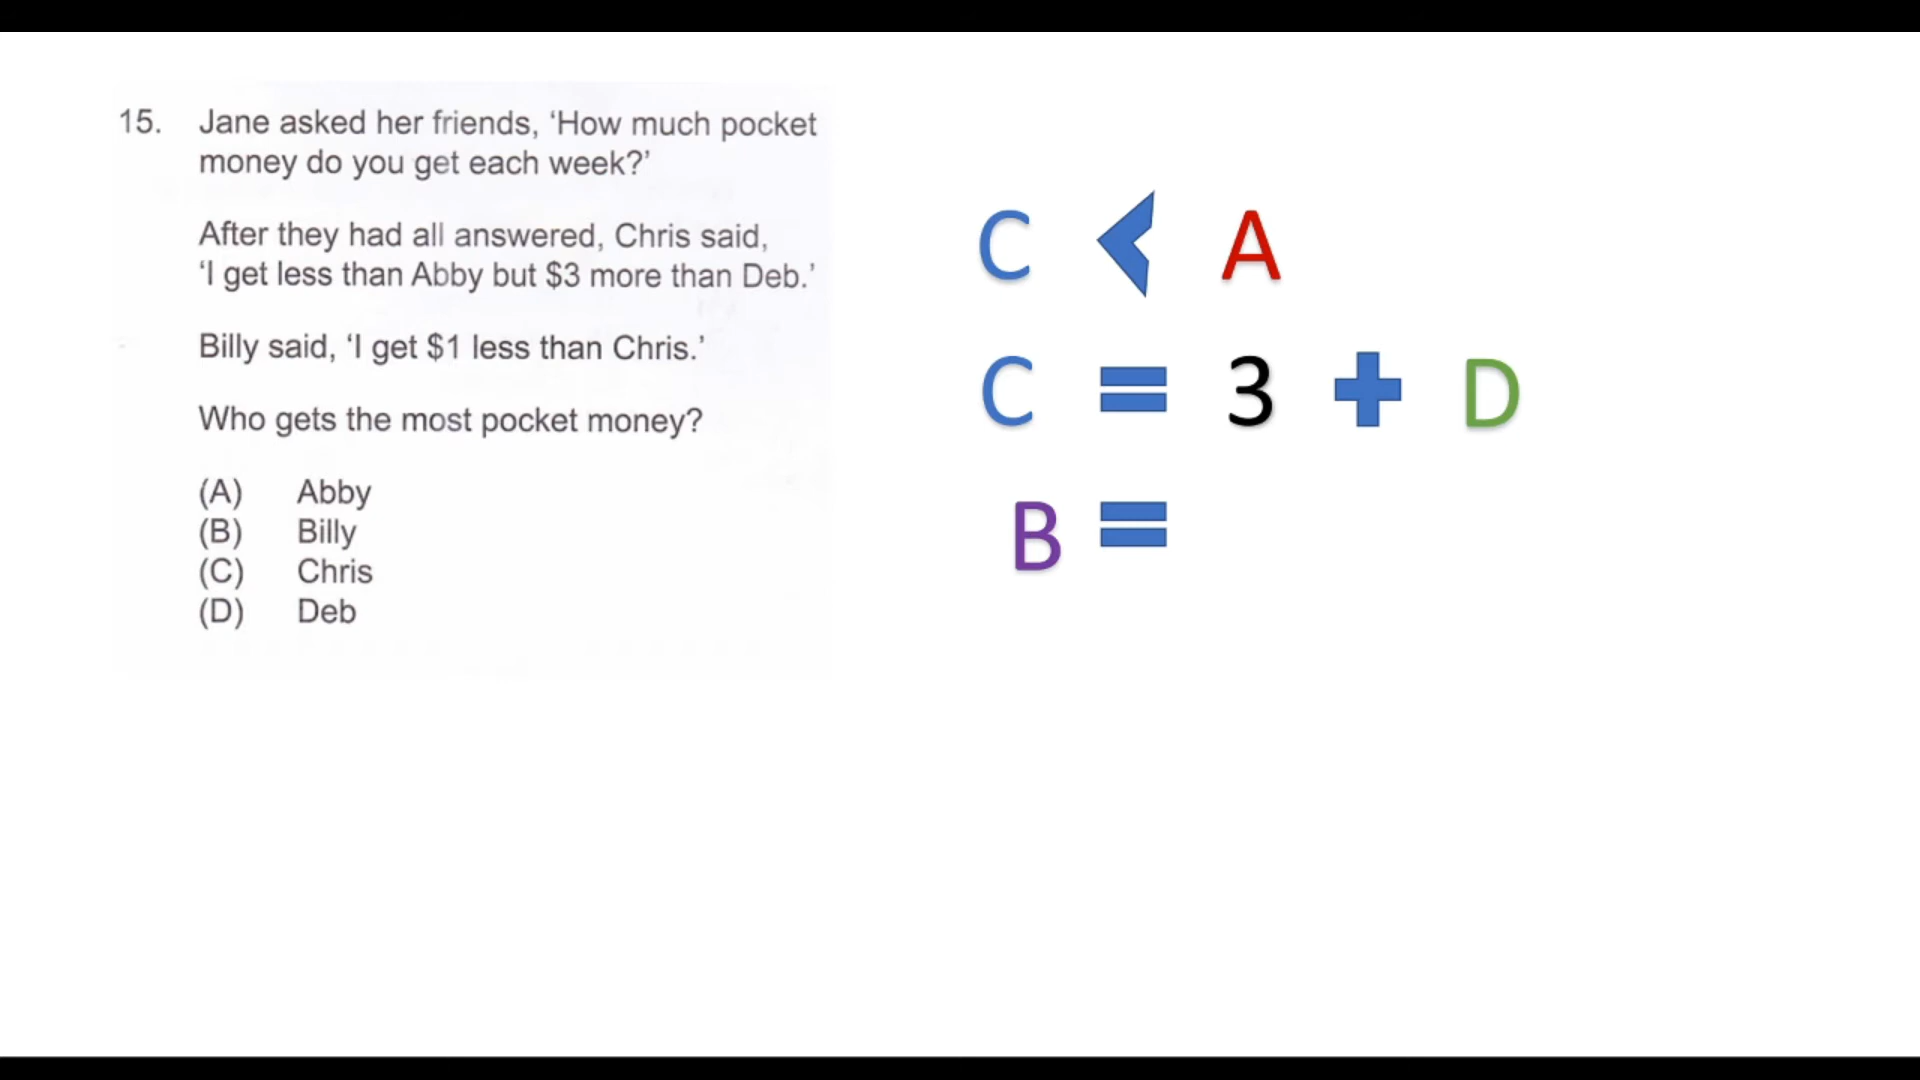 15. Jane asked her friends, ‘How much pocket
money do you get each week?’
After they had all answered, Chris said,
‘I get less than Abby but $3 more than Deb.’
Billy said, ‘I get $1 less than Chris.’
Who gets the most pocket money?
(A) Abby
(B) Billy
(C) Chris
(D) Deb
C < A
C = 3 + D
B =